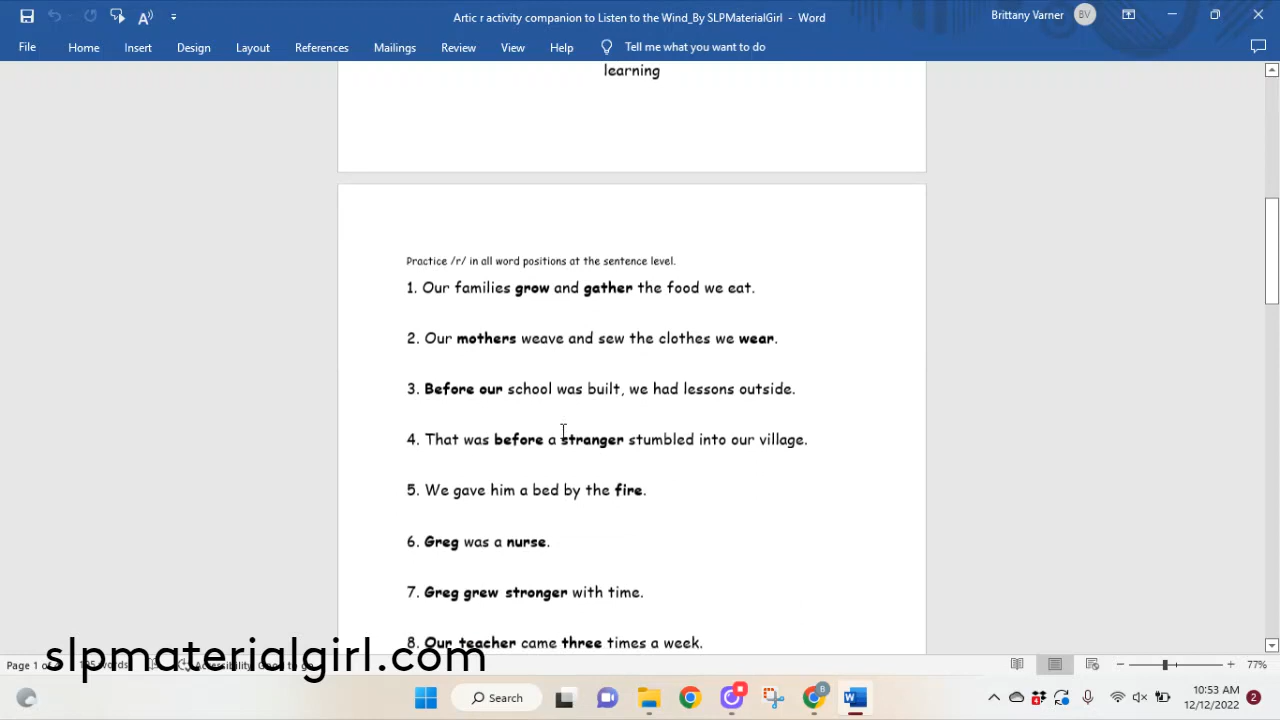 Artic r activity companion to Listen to the Wind_By SLPMaterialGirl - Word
Brittany Varner BV
File Home Insert Design Layout References Mailings Review View Help Tell me what you want to do
learning
Practice /r/ in all word positions at the sentence level.
1. Our families grow and gather the food we eat.
2. Our mothers weave and sew the clothes we wear.
3. Before our school was built, we had lessons outside.
4. That was before a stranger stumbled into our village.
5. We gave him a bed by the fire.
6. Greg was a nurse.
7. Greg grew stronger with time.
8. Our teacher came three times a week.
slpmaterialgirl.com
Page 1 of
77%
Search
10:53 AM
12/12/2022
2